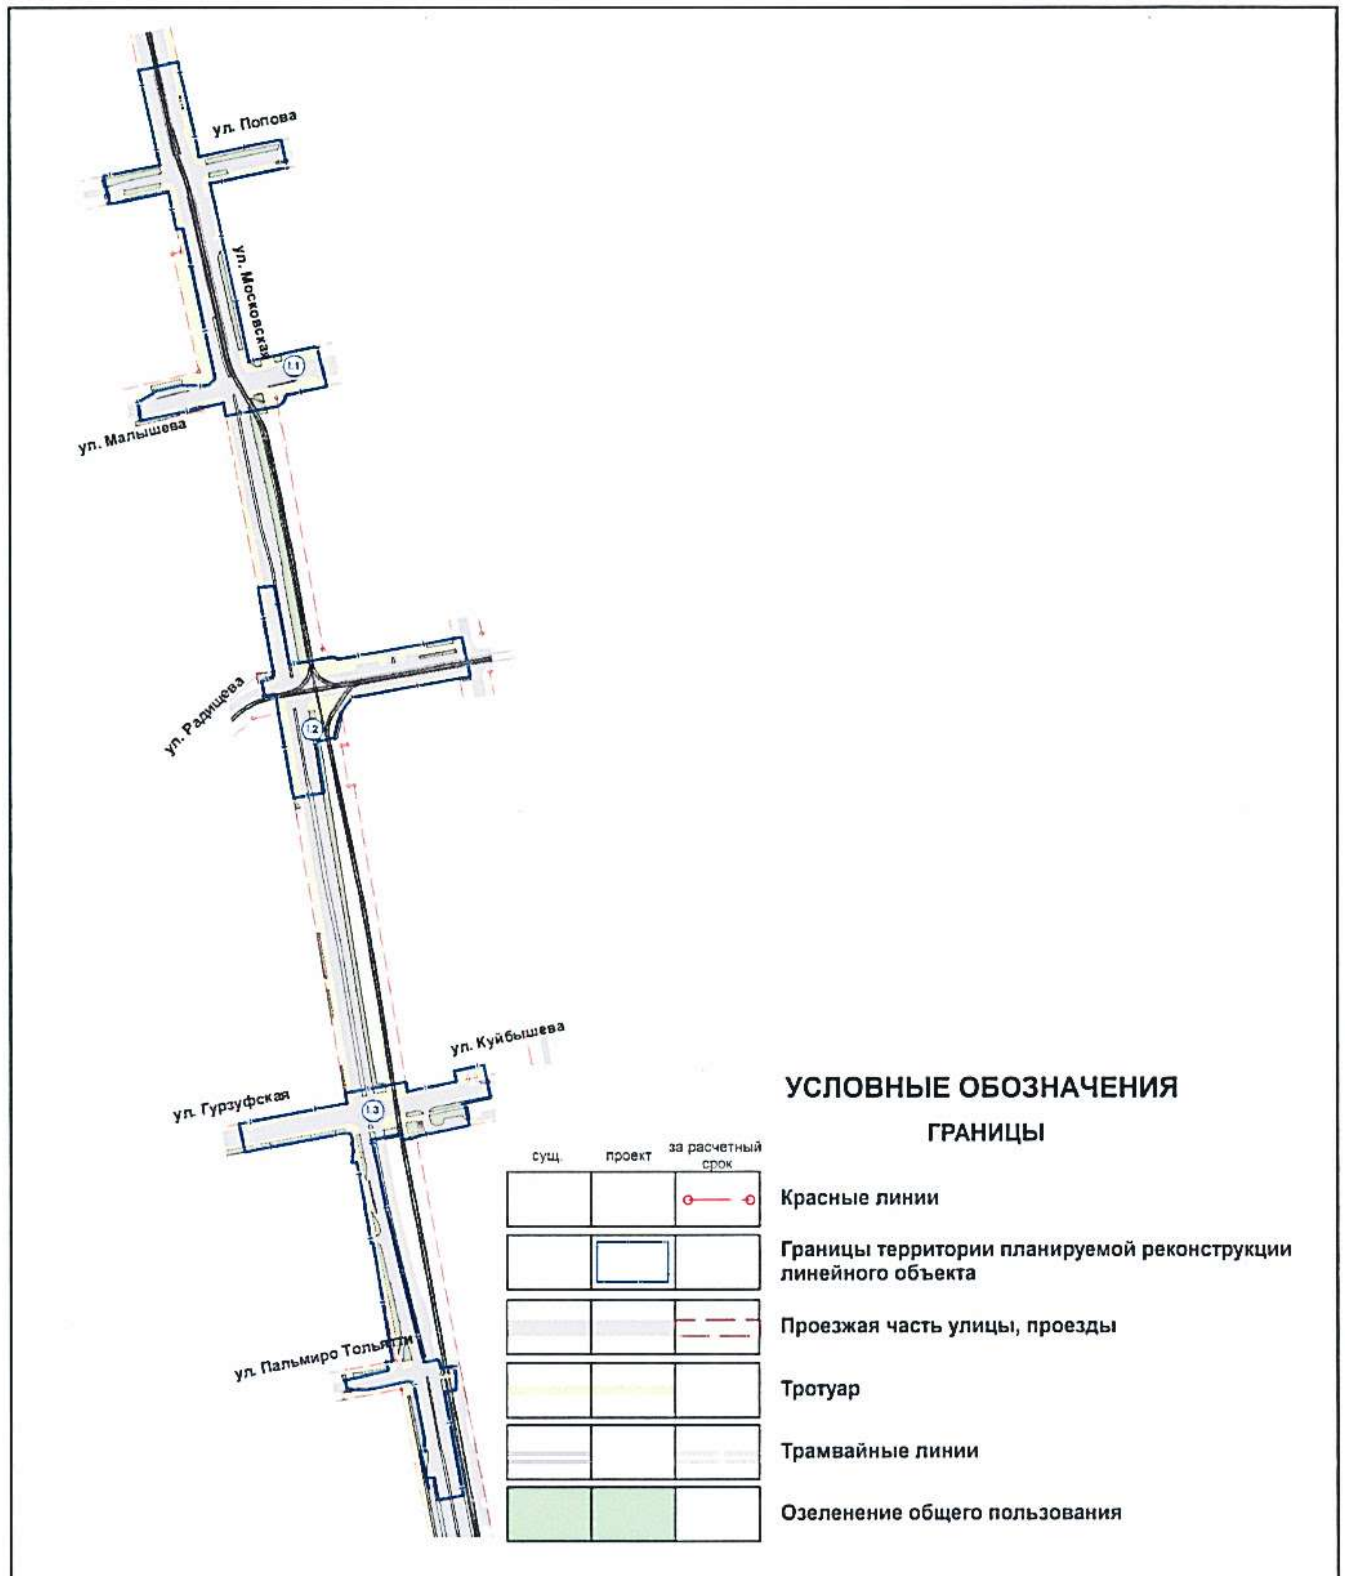 ул. Попова
ул. Московская
1.1
ул. Малышева
ул. Радищева
1.2
ул. Куйбышева
ул. Гурзуфская
1.3
ул. Пальмиро Тольятти
УСЛОВНЫЕ ОБОЗНАЧЕНИЯ
ГРАНИЦЫ
сущ. проект за расчетный
срок
Красные линии
Границы территории планируемой реконструкции
линейного объекта
Проезжая часть улицы, проезды
Тротуар
Трамвайные линии
Озеленение общего пользования